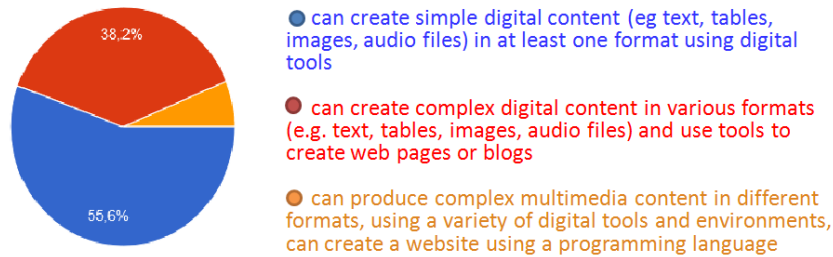 38,2%
55,6%
can create simple digital content (eg text, tables,
images, audio files) in at least one format using digital
tools
can create complex digital content in various formats
(e.g. text, tables, images, audio files) and use tools to
create web pages or blogs
can produce complex multimedia content in different
formats, using a variety of digital tools and environments,
can create a website using a programming language